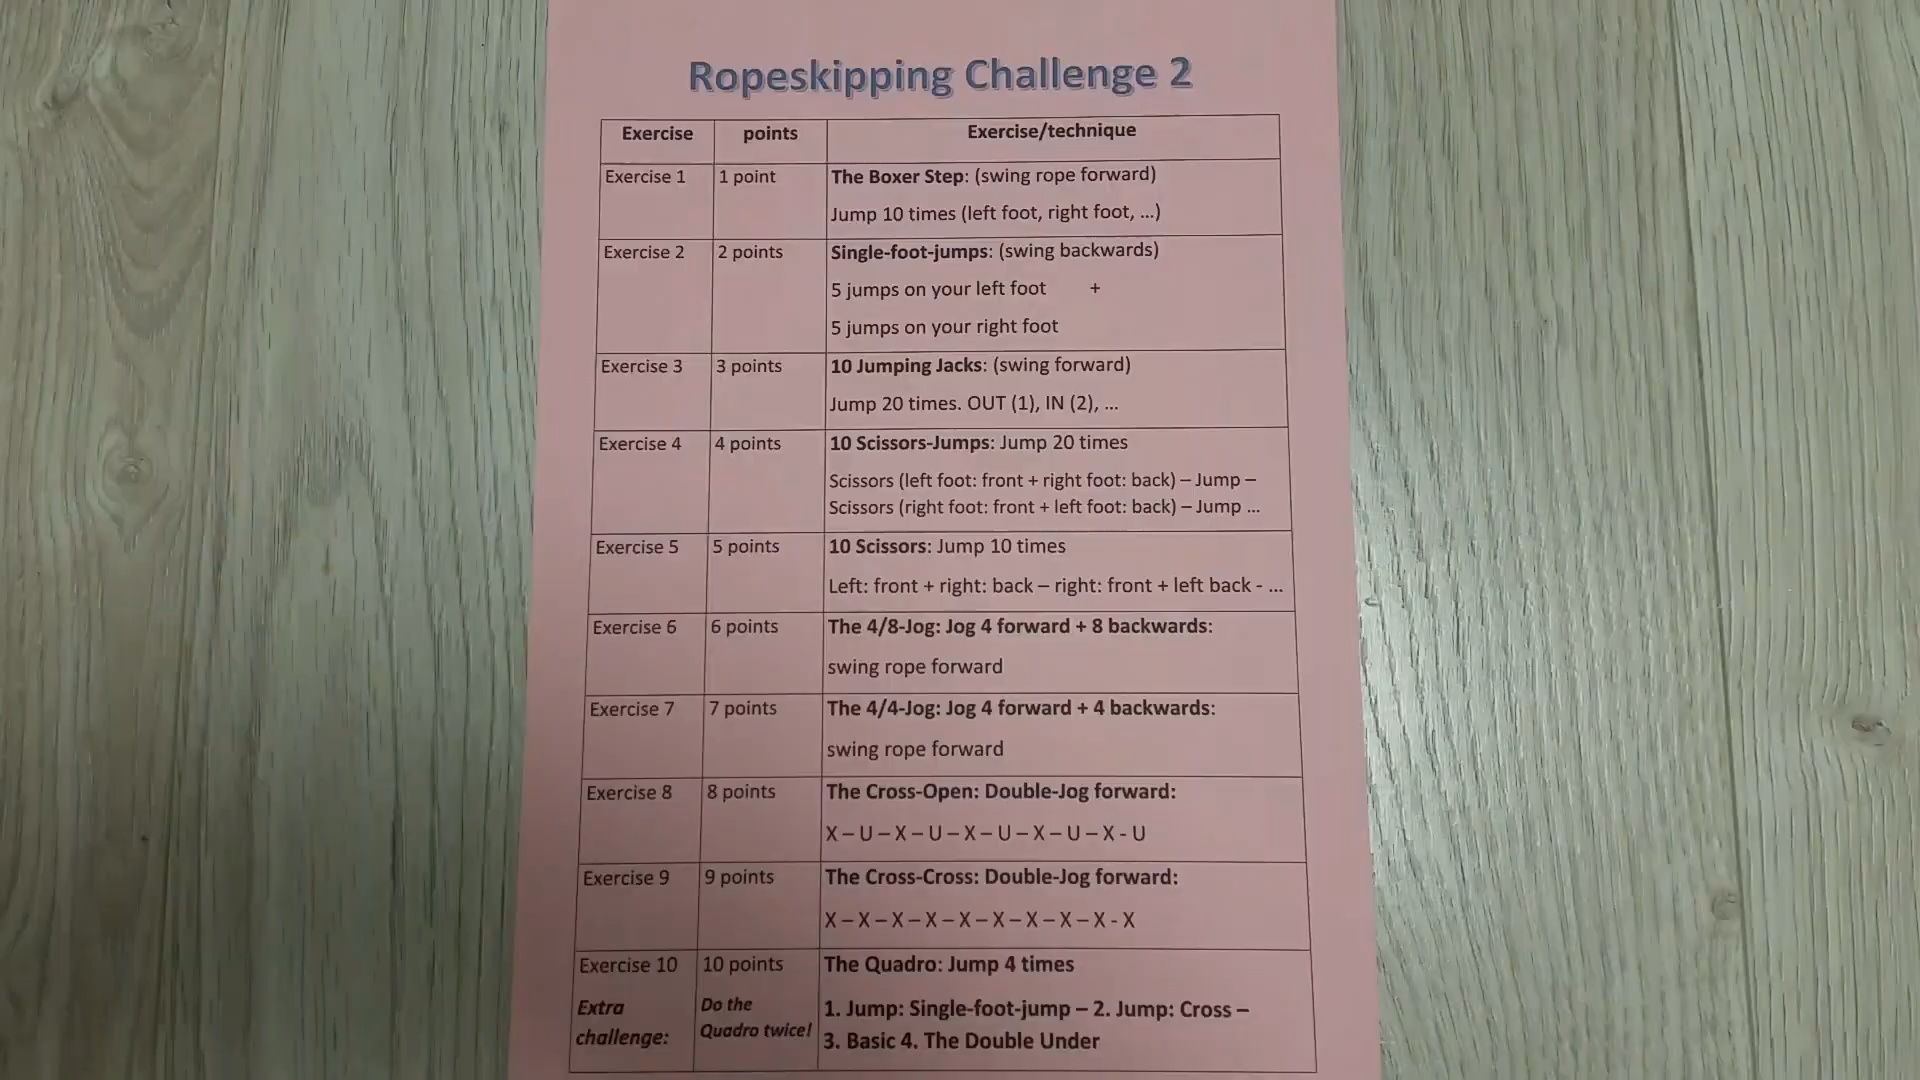 Ropeskipping Challenge 2
Exercise points Exercise/technique
Exercise 1 1 point The Boxer Step: (swing rope forward)
Jump 10 times (left foot, right foot, ...)
Exercise 2 2 points Single-foot-jumps: (swing backwards)
5 jumps on your left foot +
5 jumps on your right foot
Exercise 3 3 points 10 Jumping Jacks: (swing forward)
Jump 20 times. OUT (1), IN (2), ...
Exercise 4 4 points 10 Scissors-Jumps: Jump 20 times
Scissors (left foot: front + right foot: back) – Jump –
Scissors (right foot: front + left foot: back) – Jump ...
Exercise 5 5 points 10 Scissors: Jump 10 times
Left: front + right: back – right: front + left back - ...
Exercise 6 6 points The 4/8-Jog: Jog 4 forward + 8 backwards:
swing rope forward
Exercise 7 7 points The 4/4-Jog: Jog 4 forward + 4 backwards:
swing rope forward
Exercise 8 8 points The Cross-Open: Double-Jog forward:
X – U – X – U – X – U – X – U – X - U
Exercise 9 9 points The Cross-Cross: Double-Jog forward:
X – X – X – X – X – X – X – X – X - X
Exercise 10 10 points The Quadro: Jump 4 times
Extra Do the 1. Jump: Single-foot-jump – 2. Jump: Cross –
challenge: Quadro twice! 3. Basic 4. The Double Under